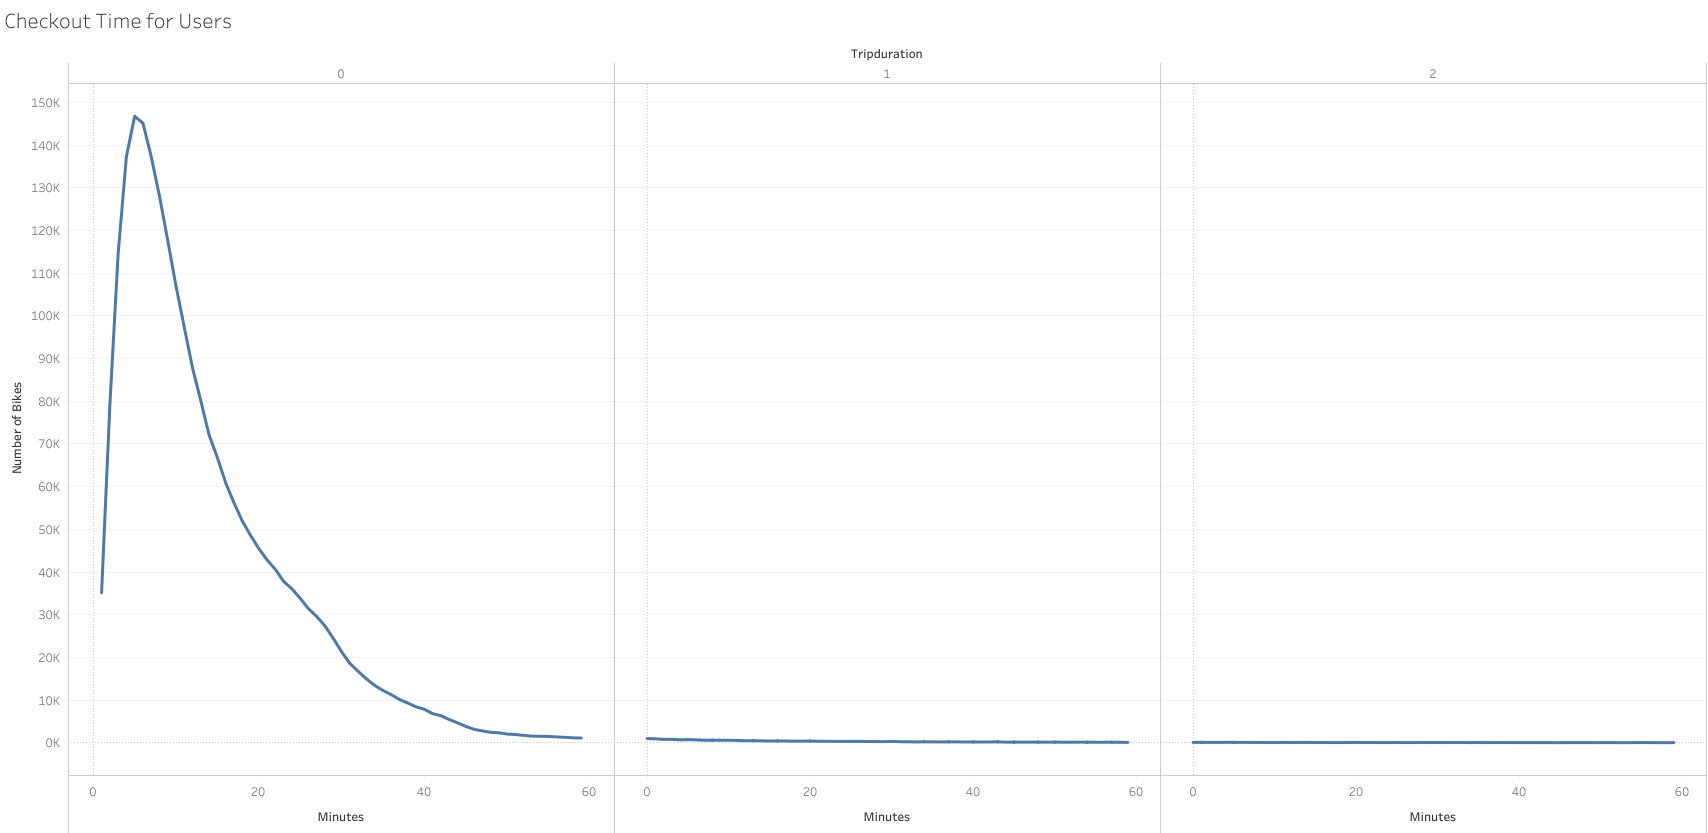 Checkout Time for Users
Tripduration
0 1 2
150K
140K
130K
120K
110K
100K
90K
80K
70K
60K
50K
40K
30K
20K
10K
0K
Number of Bikes
0 20 40 60 0 20 40 60 0 20 40 60
Minutes Minutes Minutes